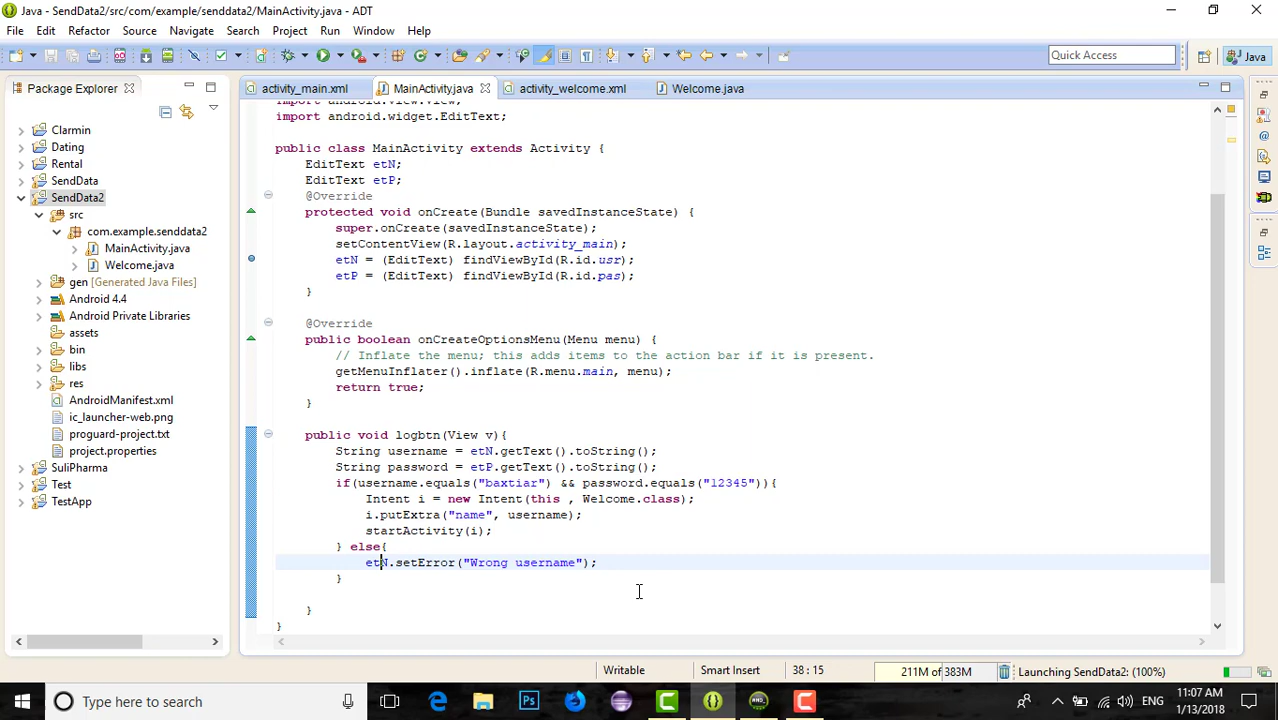 Java - SendData2/src/com/example/senddata2/MainActivity.java - ADT
File Edit Refactor Source Navigate Search Project Run Window Help
Quick Access
Java
Package Explorer
activity_main.xml
MainActivity.java
activity_welcome.xml
Welcome.java
Clarmin
Dating
Rental
SendData
SendData2
src
com.example.senddata2
MainActivity.java
Welcome.java
gen [Generated Java Files]
Android 4.4
Android Private Libraries
assets
bin
libs
res
AndroidManifest.xml
ic_launcher-web.png
proguard-project.txt
project.properties
SuliPharma
Test
TestApp
import android.view.View;
import android.widget.EditText;
public class MainActivity extends Activity {
EditText etN;
EditText etP;
@Override
protected void onCreate(Bundle savedInstanceState) {
super.onCreate(savedInstanceState);
setContentView(R.layout.activity_main);
etN = (EditText) findViewById(R.id.usr);
etP = (EditText) findViewById(R.id.pas);
}
@Override
public boolean onCreateOptionsMenu(Menu menu) {
// Inflate the menu; this adds items to the action bar if it is present.
getMenuInflater().inflate(R.menu.main, menu);
return true;
}
public void logbtn(View v){
String username = etN.getText().toString();
String password = etP.getText().toString();
if(username.equals("baxtiar") && password.equals("12345")){
Intent i = new Intent(this , Welcome.class);
i.putExtra("name", username);
startActivity(i);
} else{
etN.setError("Wrong username");
}
}
}
Writable
Smart Insert
38 : 15
211M of 383M
Launching SendData2: (100%)
Type here to search
ENG
11:07 AM
1/13/2018